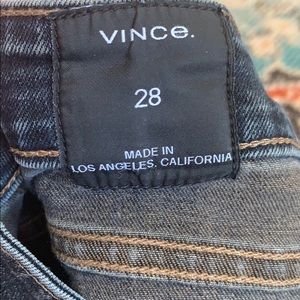 VINCe.
28
MADE IN
LOS ANGELES, CALIFORNIA